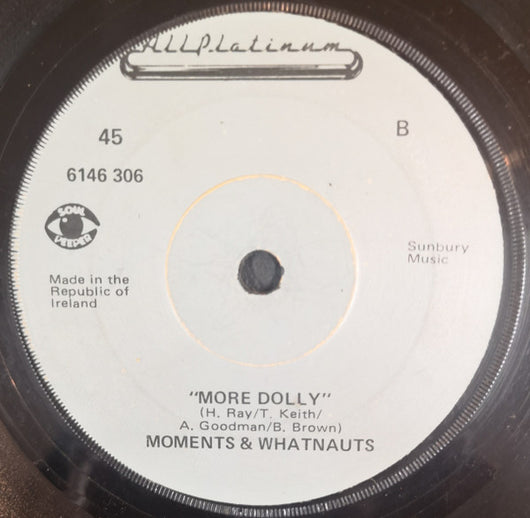 All Platinum
45
B
6146 306
SOUL
PEEPER
Sunbury
Music
Made in the
Republic of
Ireland
"MORE DOLLY"
(H. Ray/T. Keith/
A. Goodman/B. Brown)
MOMENTS & WHATNAUTS